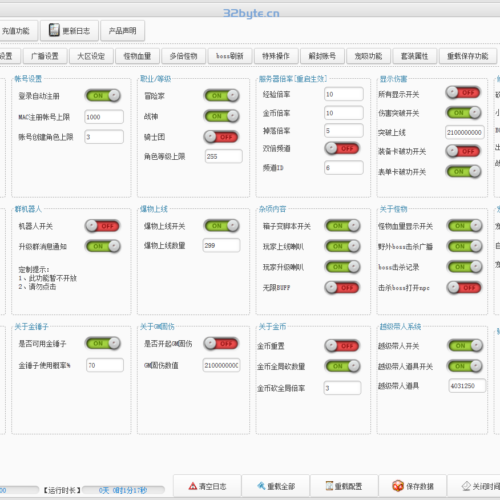 32byte.cn
充值功能 更新日志 产品声明
设置 广播设置 大区设定 怪物血量 多倍怪物 boss刷新 特殊操作 解封账号 宠吸功能 套装属性 重载保存功能
帐号设置
登录自动注册 ON
MAC注册帐号上限 1000
账号创建角色上限 3
职业/等级
冒险家 ON
战神 ON
骑士团 OFF
角色等级上限 255
服务器倍率[重启生效]
经验倍率 10
金币倍率 10
掉落倍率 5
双倍频道 OFF
频道ID 6
显示伤害
所有显示开关 OFF
伤害突破开关 ON
突破上线 2100000000
装备卡破功开关 OFF
表单卡破功开关 ON
群机器人
机器人开关 OFF
升级群消息通知 ON
定制提示:
1、此功能暂不开放
2、请勿点击
爆物上线
爆物上线开关 ON
爆物上线数量 299
杂项内容
箱子完脚本开关 ON
玩家上线喇叭 ON
玩家升级喇叭 ON
无限BUFF OFF
关于怪物
怪物血量显示开关 ON
野外boss击杀广播 ON
boss击杀记录 ON
击杀boss打开npc OFF
关于金锤子
是否可用金锤子 ON
金锤子使用概率% 70
关于GM固伤
是否开起GM固伤 OFF
GM固伤数值 2100000000
关于金币
金币重置 OFF
金币全局砍数量 ON
金币砍全局倍率 3
越级带人系统
越级带人开关 ON
越级带人道具开关 ON
越级带人道具 4031250
00 【运行时长】 0天 0时1分17秒 清空日志 重载全部 重载配置 保存数据 关闭时间